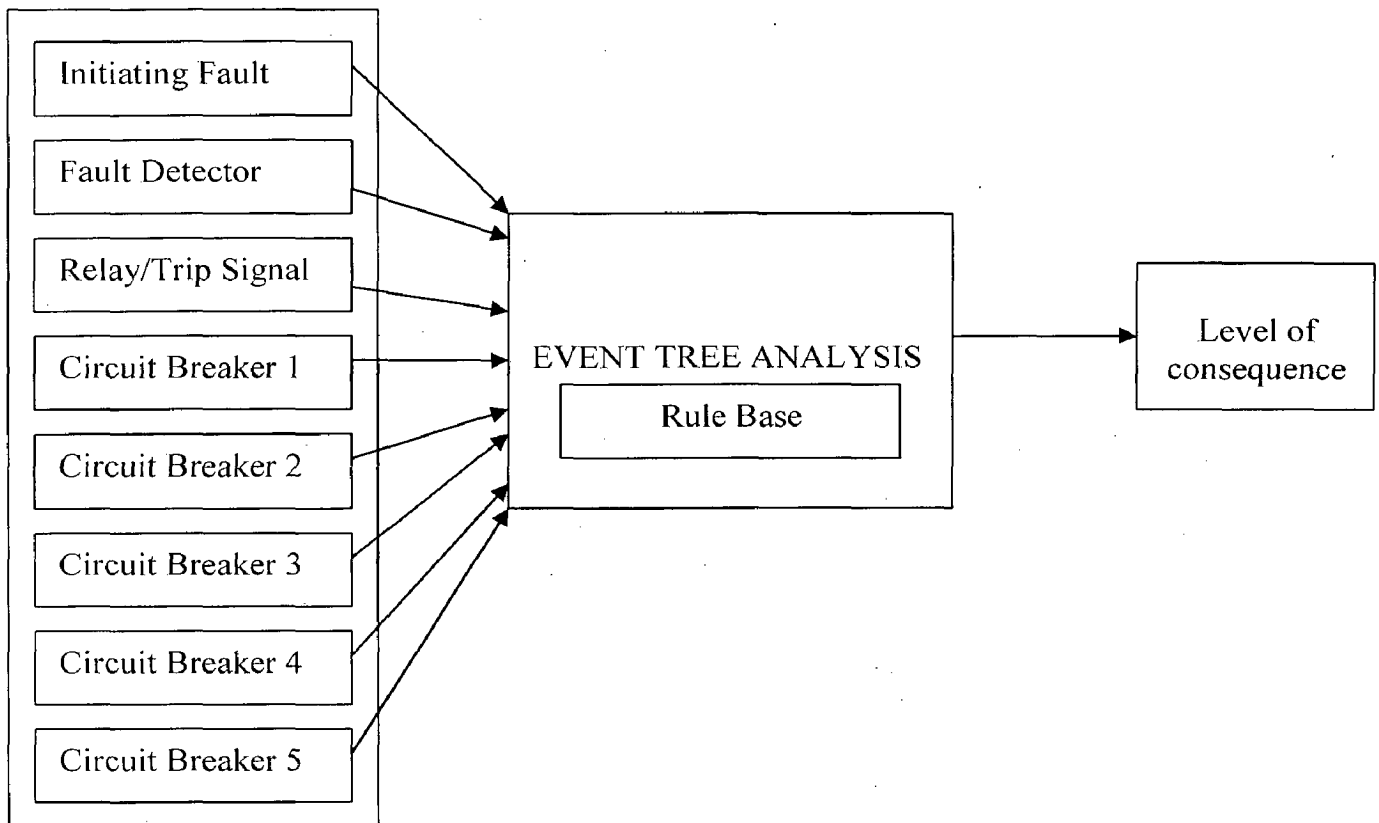 Initiating Fault
Fault Detector
Relay/Trip Signal
Circuit Breaker 1
Circuit Breaker 2
Circuit Breaker 3
Circuit Breaker 4
Circuit Breaker 5
EVENT TREE ANALYSIS
Rule Base
Level of
consequence